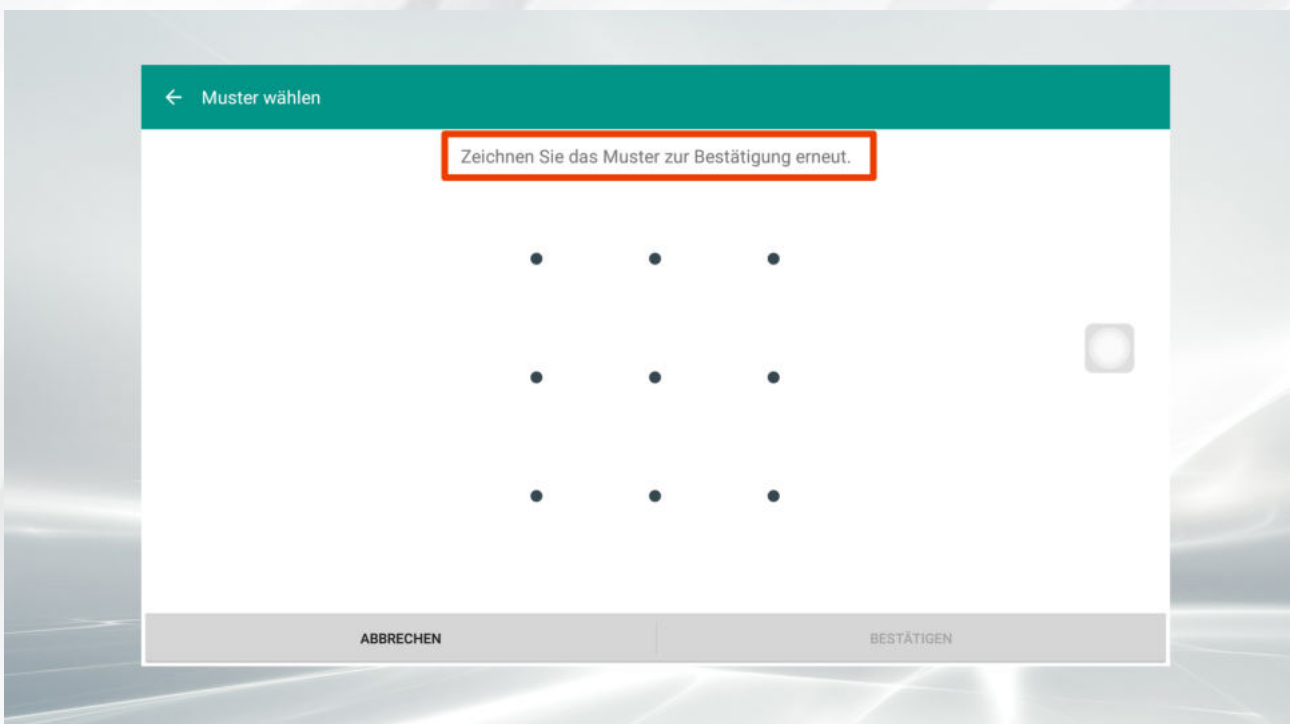 Muster wählen
Zeichnen Sie das Muster zur Bestätigung erneut.
ABBRECHEN
BESTÄTIGEN